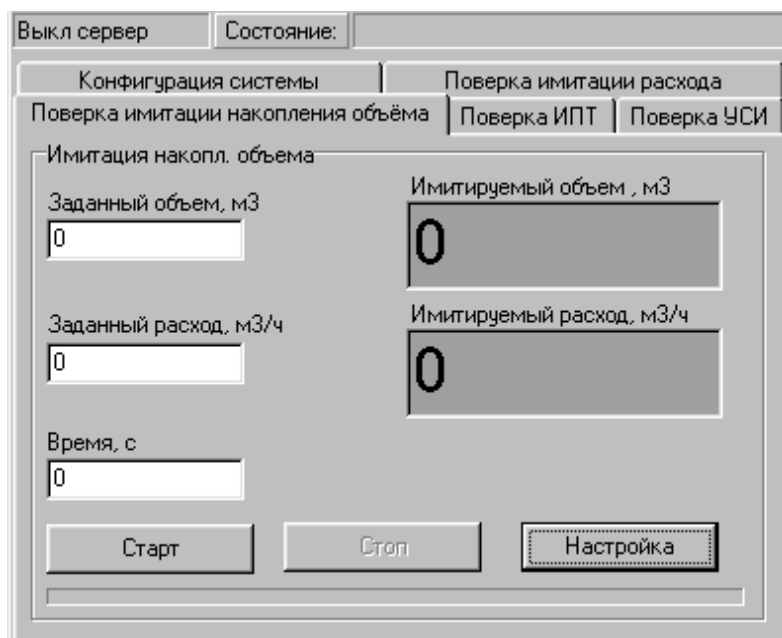 Выкл сервер Состояние:
Конфигурация системы Поверка имитации расхода
Поверка имитации накопления объёма Поверка ИПТ Поверка УСИ
Имитация накопл. объема
Заданный объем, м3 Имитируемый объем , м3
0 0
Заданный расход, м3/ч Имитируемый расход, м3/ч
0 0
Время, с
0
Старт Стоп Настройка